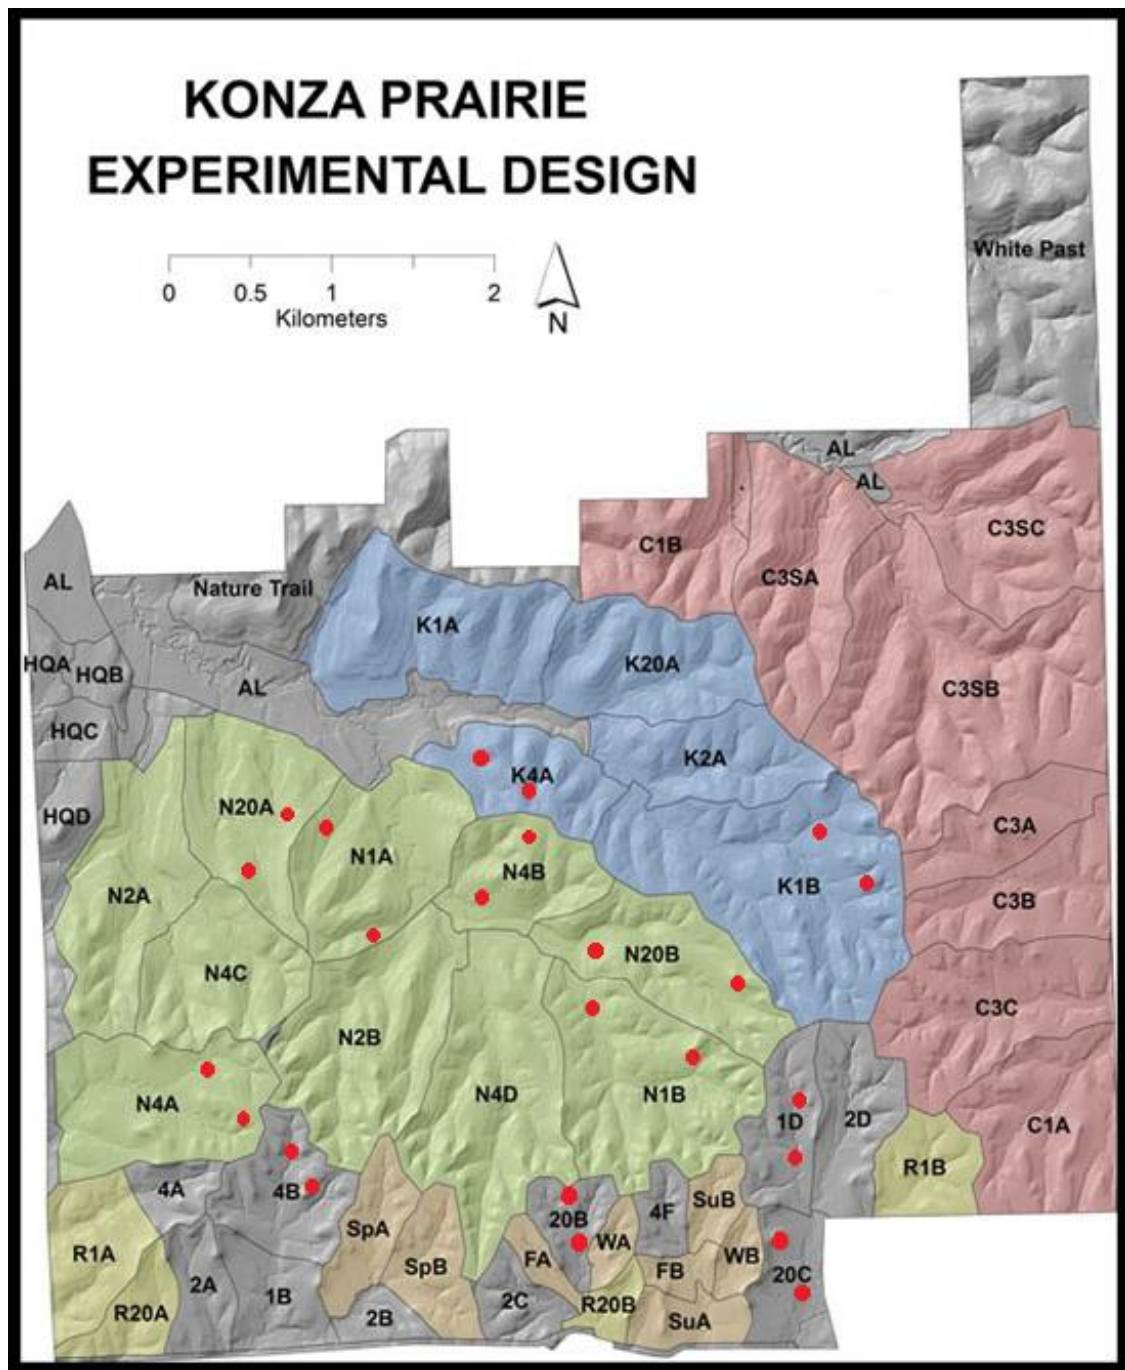 KONZA PRAIRIE
EXPERIMENTAL DESIGN
0 0.5 1 2
Kilometers
N
White Past
AL
AL
C3SC
C1B
C3SA
AL
Nature Trail
K1A
HQA
HQB
K20A
AL
C3SB
HQC
K2A
K4A
HQD
N20A
C3A
N1A
N4B
K1B
N2A
C3B
N20B
N4C
C3C
N2B
N4D
N1B
N4A
1D
2D
C1A
R1B
4A
4B
SuB
4F
20B
SpA
WA
R1A
WB
FA
SpB
FB
20C
2A
1B
2C
R20B
R20A
2B
SuA